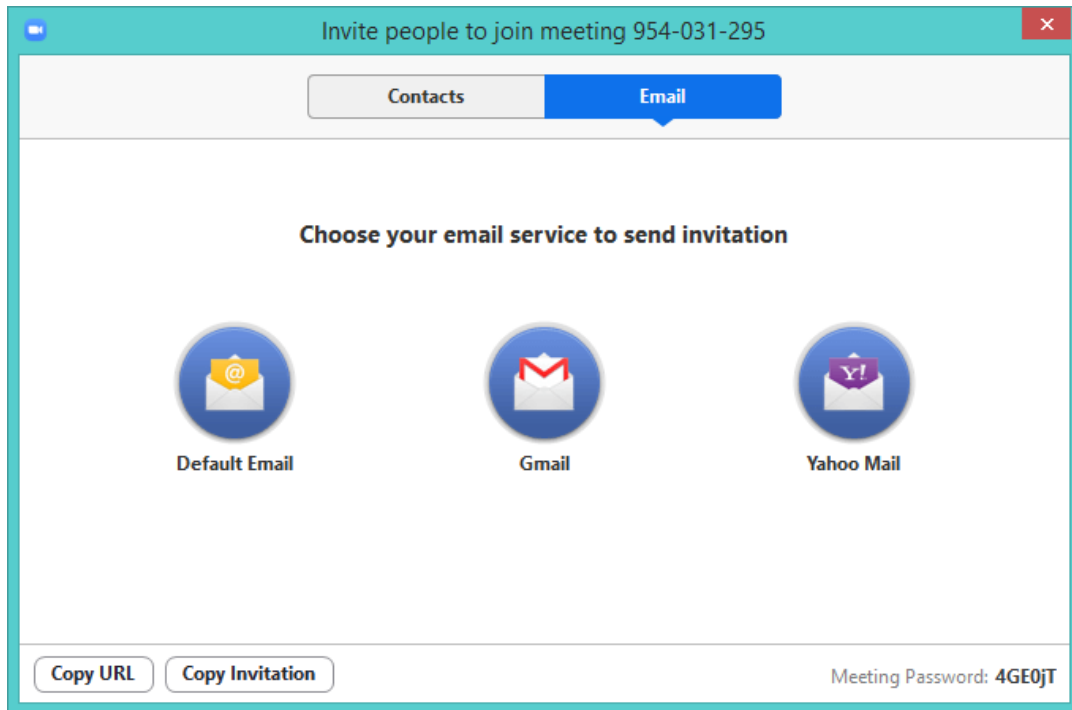 Invite people to join meeting 954-031-295
Contacts Email
Choose your email service to send invitation
@ Y!
Default Email Gmail Yahoo Mail
Copy URL Copy Invitation Meeting Password: 4GE0jT